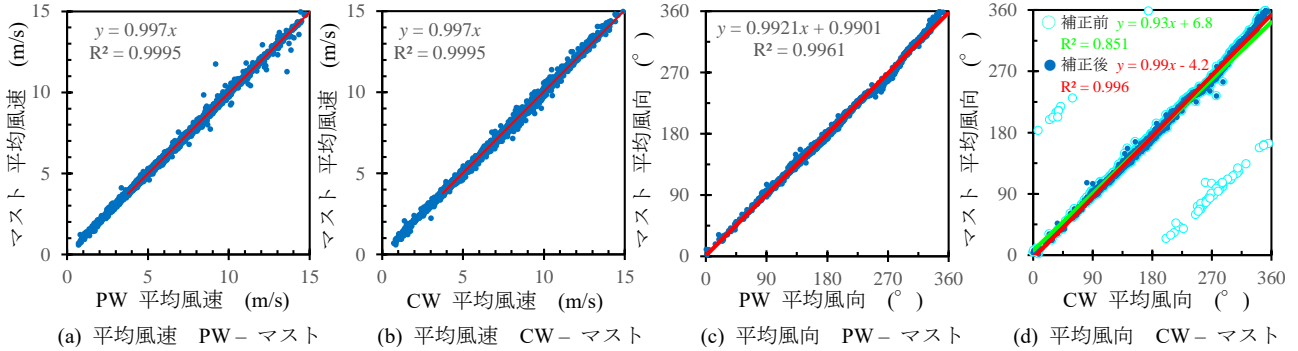 y = 0.997x
R² = 0.9995
マスト 平均風速 (m/s)
15
10
5
0
0 5 10 15
PW 平均風速 (m/s)
(a) 平均風速 PW – マスト
y = 0.997x
R² = 0.9995
マスト 平均風速 (m/s)
15
10
5
0
0 5 10 15
CW 平均風速 (m/s)
(b) 平均風速 CW – マスト
y = 0.9921x + 0.9901
R² = 0.9961
マスト 平均風向 (°)
360
270
180
90
0
0 90 180 270 360
PW 平均風向 (°)
(c) 平均風向 PW – マスト
補正前 y = 0.93x + 6.8
R² = 0.851
補正後 y = 0.99x - 4.2
R² = 0.996
マスト 平均風向 (°)
360
270
180
90
0
0 90 180 270 360
CW 平均風向 (°)
(d) 平均風向 CW – マスト